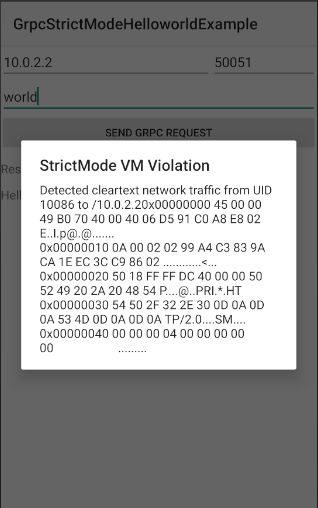 GrpcStrictModeHelloworldExample
10.0.2.2 50051
world
SEND GRPC REQUEST
Res
Hell
StrictMode VM Violation
Detected cleartext network traffic from UID
10086 to /10.0.2.20x00000000 45 00 00
49 B0 70 40 00 40 06 D5 91 C0 A8 E8 02
E..I.p@.@.......
0x00000010 0A 00 02 02 99 A4 C3 83 9A
CA 1E EC 3C C9 86 02 ............<...
0x00000020 50 18 FF FF DC 40 00 00 50
52 49 20 2A 20 48 54 P....@..PRI.*.HT
0x00000030 54 50 2F 32 2E 30 0D 0A 0D
0A 53 4D 0D 0A 0D 0A TP/2.0....SM....
0x00000040 00 00 00 04 00 00 00 00
00 .........